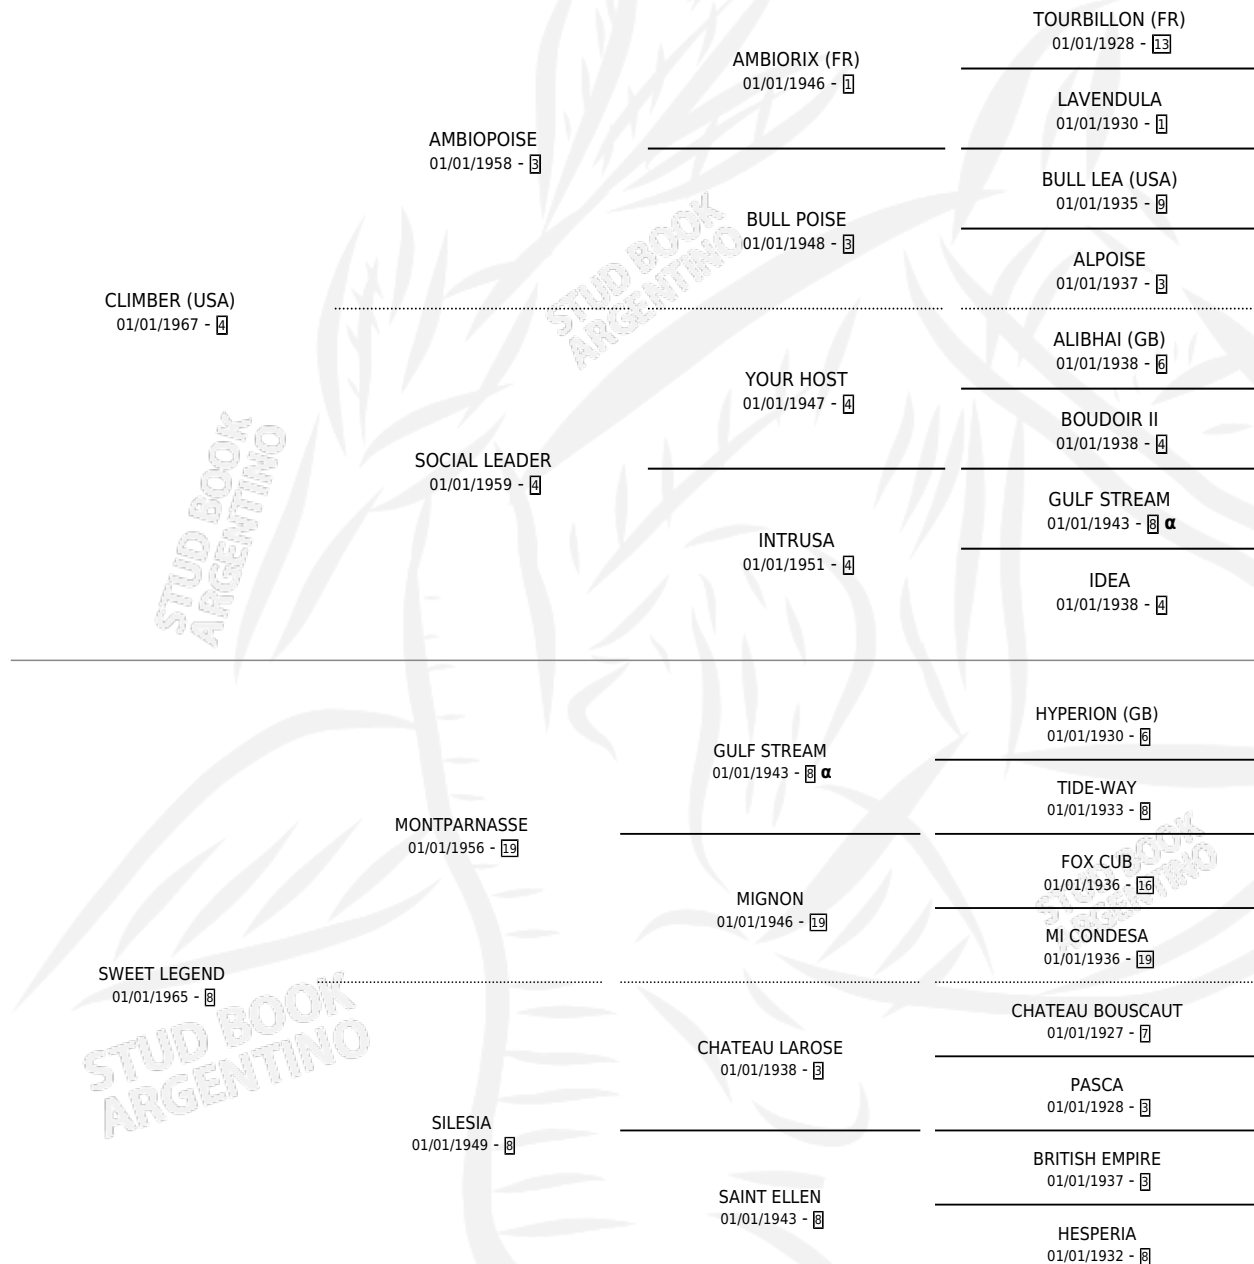 TOURBILLON (FR)
01/01/1928 - 13
AMBIORIX (FR)
01/01/1946 - 1
LAVENDULA
01/01/1930 - 1
AMBIOPOISE
01/01/1958 - 3
BULL LEA (USA)
01/01/1935 - 9
BULL POISE
01/01/1948 - 3
ALPOISE
01/01/1937 - 3
CLIMBER (USA)
01/01/1967 - 4
ALIBHAI (GB)
01/01/1938 - 6
YOUR HOST
01/01/1947 - 4
BOUDOIR II
01/01/1938 - 4
SOCIAL LEADER
01/01/1959 - 4
GULF STREAM
01/01/1943 - 8 α
INTRUSA
01/01/1951 - 4
IDEA
01/01/1938 - 4
HYPERION (GB)
01/01/1930 - 6
GULF STREAM
01/01/1943 - 8 α
TIDE-WAY
01/01/1933 - 8
MONTPARNASSE
01/01/1956 - 19
FOX CUB
01/01/1936 - 16
MIGNON
01/01/1946 - 19
MI CONDESA
01/01/1936 - 19
SWEET LEGEND
01/01/1965 - 8
CHATEAU BOUSCAUT
01/01/1927 - 7
CHATEAU LAROSE
01/01/1938 - 3
PASCA
01/01/1928 - 3
SILESIA
01/01/1949 - 8
BRITISH EMPIRE
01/01/1937 - 3
SAINT ELLEN
01/01/1943 - 8
HESPERIA
01/01/1932 - 8
STUD BOOK
ARGENTINO
STUD BOOK
ARGENTINO
STUD BOOK
ARGENTINO
STUD BOOK
ARGENTINO